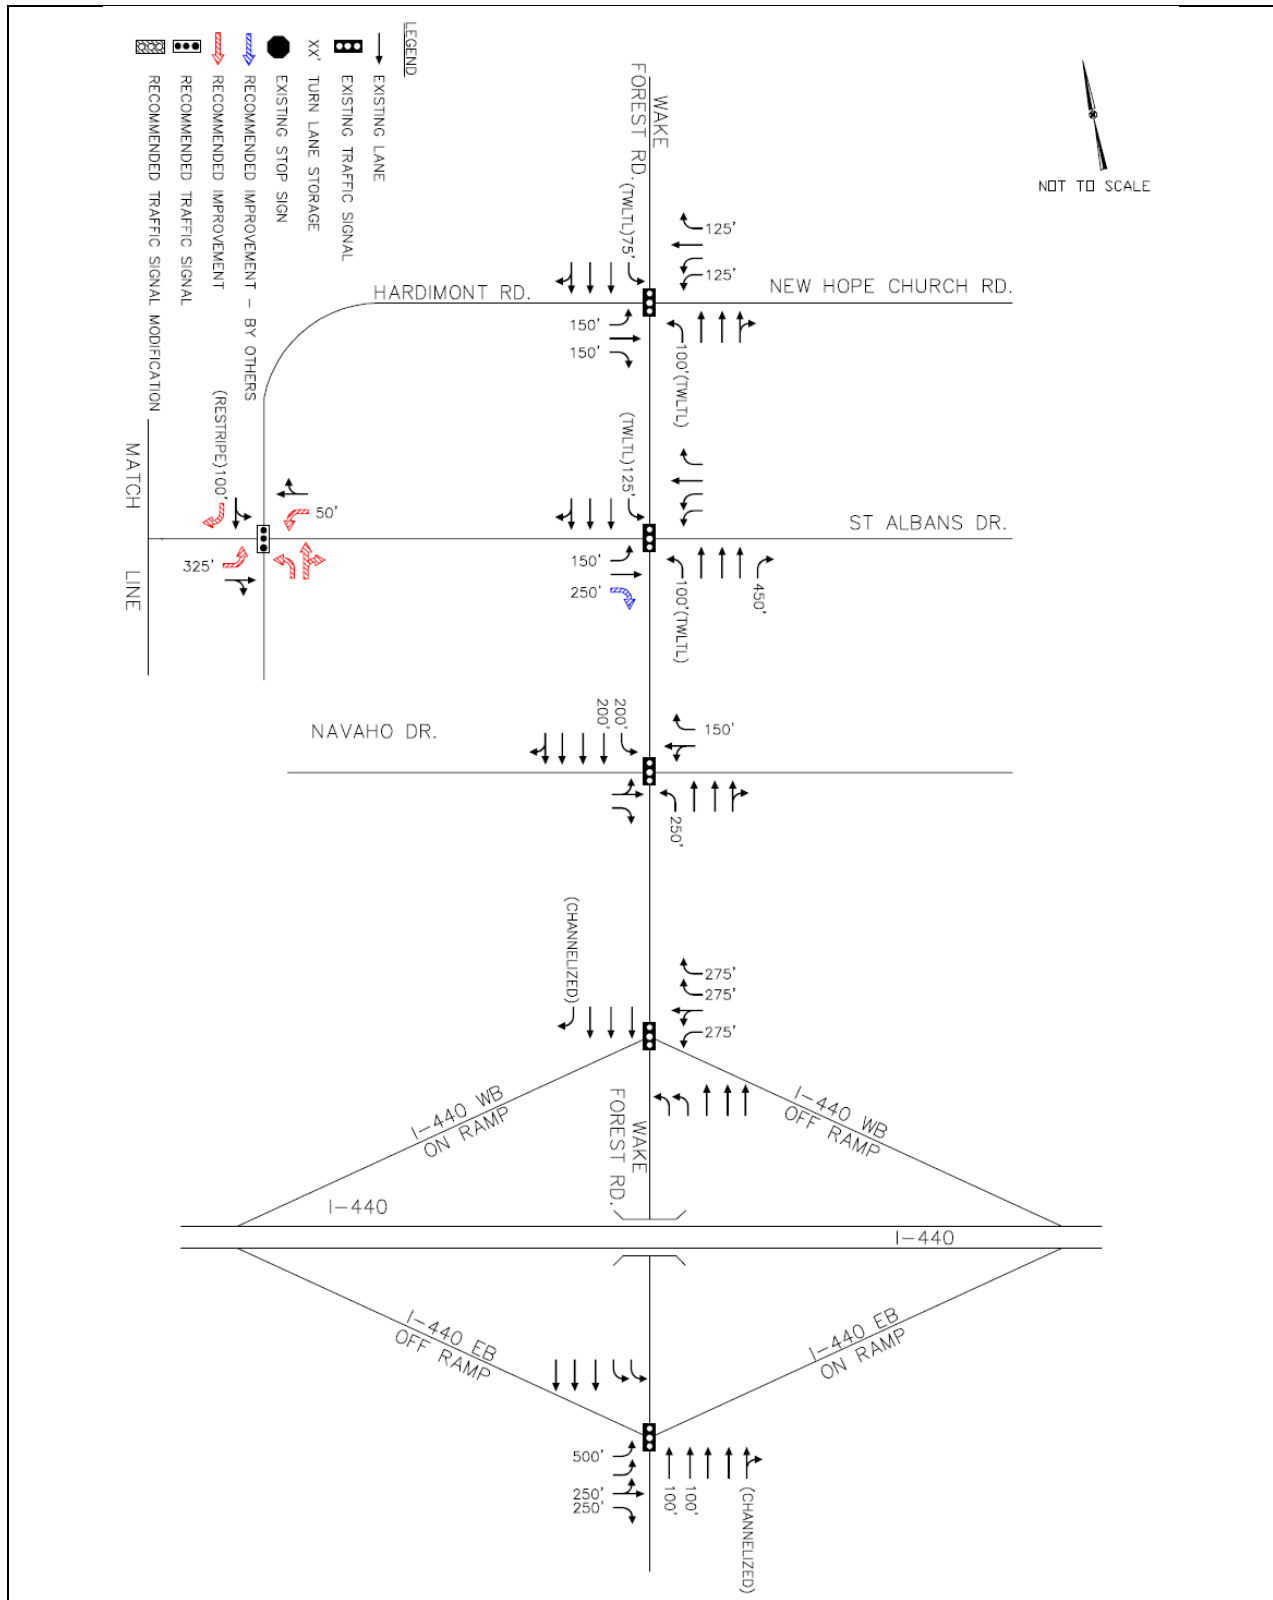 LEGEND
EXISTING LANE
EXISTING TRAFFIC SIGNAL
XX' TURN LANE STORAGE
EXISTING STOP SIGN
RECOMMENDED IMPROVEMENT - BY OTHERS
RECOMMENDED IMPROVEMENT
RECOMMENDED TRAFFIC SIGNAL
RECOMMENDED TRAFFIC SIGNAL MODIFICATION
NOT TO SCALE
WAKE
FOREST RD.
(TWLTL)75'
125'
125'
HARDIMONT RD.
NEW HOPE CHURCH RD.
150'
150'
100'(TWLTL)
(RESTRIPE)100'
MATCH
LINE
50'
325'
(TWLTL)125'
ST ALBANS DR.
150'
250'
100'(TWLTL)
450'
NAVAHO DR.
200'
200'
150'
250'
(CHANNELIZED)
275'
275'
275'
I-440 WB
ON RAMP
WAKE
FOREST RD.
I-440 WB
OFF RAMP
I-440
I-440
I-440 EB
OFF RAMP
I-440 EB
ON RAMP
500'
250'
250'
100'
100'
(CHANNELIZED)